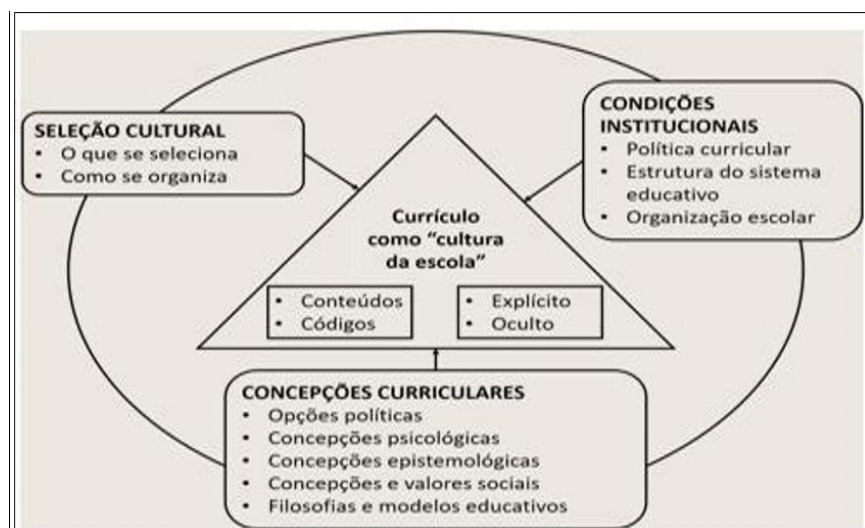 SELEÇÃO CULTURAL
• O que se seleciona
• Como se organiza
CONDIÇÕES
INSTITUCIONAIS
• Política curricular
• Estrutura do sistema
educativo
• Organização escolar
Currículo
como “cultura
da escola”
• Conteúdos
• Códigos
• Explícito
• Oculto
CONCEPÇÕES CURRICULARES
• Opções políticas
• Concepções psicológicas
• Concepções epistemológicas
• Concepções e valores sociais
• Filosofias e modelos educativos